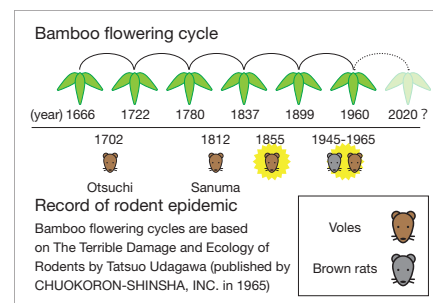 Bamboo flowering cycle
(year) 1666 1722 1780 1837 1899 1960 2020 ?
1702 1812 1855 1945-1965
Otsuchi Sanuma
Record of rodent epidemic
Bamboo flowering cycles are based
on The Terrible Damage and Ecology of
Rodents by Tatsuo Udagawa (published by
CHUOKORON-SHINSHA, INC. in 1965)
Voles
Brown rats